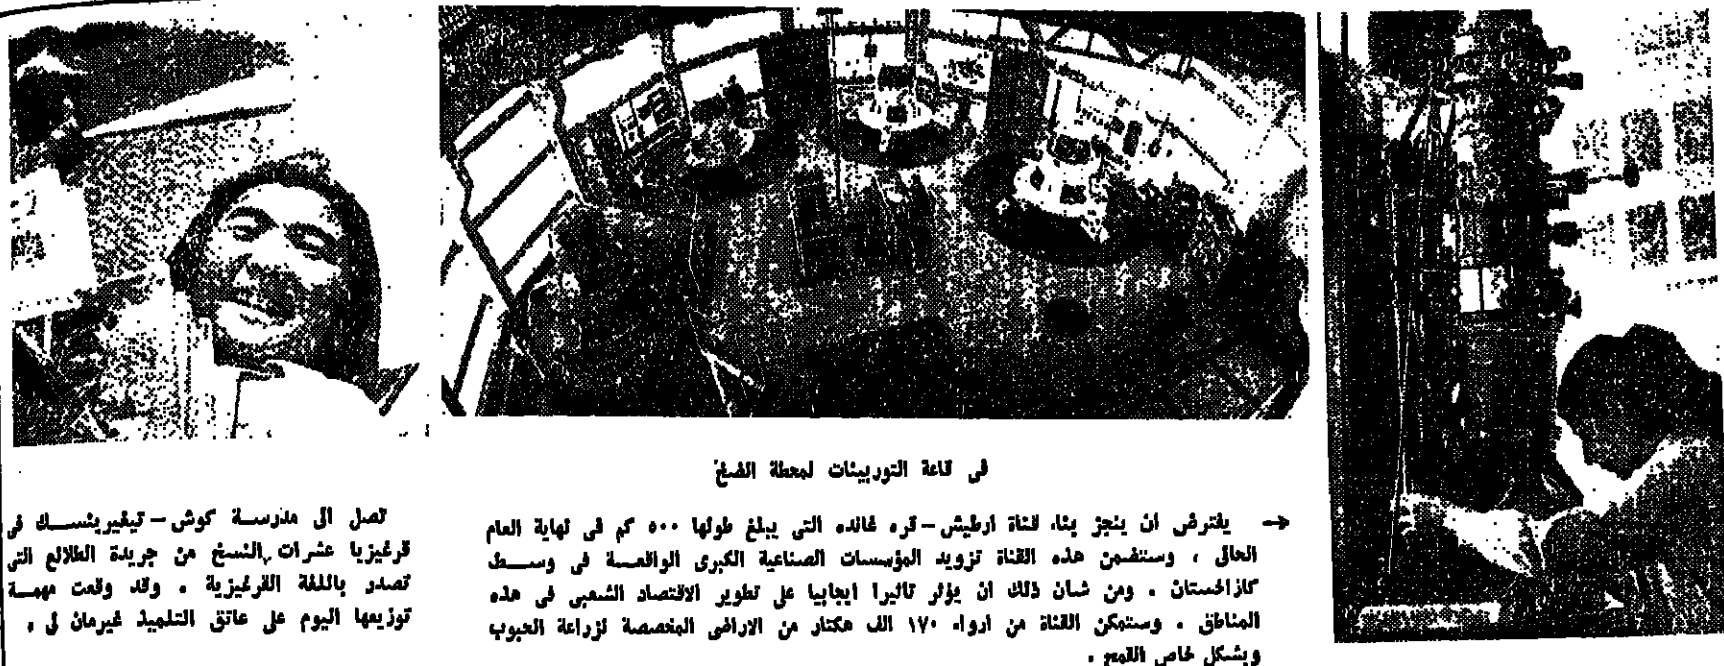 في قاعة التوربينات لمحطة الضخ
يفترض ان ينجز بناء قناة ارطيش – قره غانده التي يبلغ طولها ٥٠٠ كم في نهاية العام
الحالي ، وستضمن هذه القناة تزويد المؤسسات الصناعية الكبرى الواقعة في وسط
كازاخستان . ومن شان ذلك ان يؤثر تاثيرا ايجابيا على تطوير الاقتصاد الشعبى في هذه
المناطق . وستمكن القناة من ارواء ١٧٠ الف هكتار من الاراضى المخصصة لزراعة الحبوب
وبشكل خاص القمح .
تصل الى مدرسة كوش – تيغيرينسك في
قرغيزيا عشرات النسخ من جريدة الطلائع التي
تصدر باللغة القرغيزية . وقد وقعت مهمة
توزيعها اليوم على عاتق التلميذ غيرمان لى .